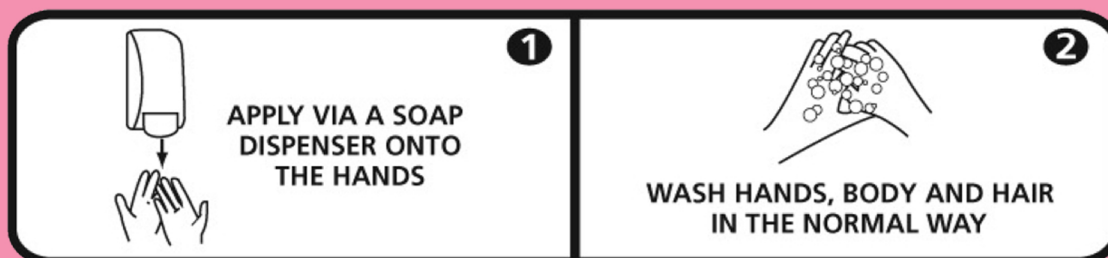 1
APPLY VIA A SOAP
DISPENSER ONTO
THE HANDS
2
WASH HANDS, BODY AND HAIR
IN THE NORMAL WAY